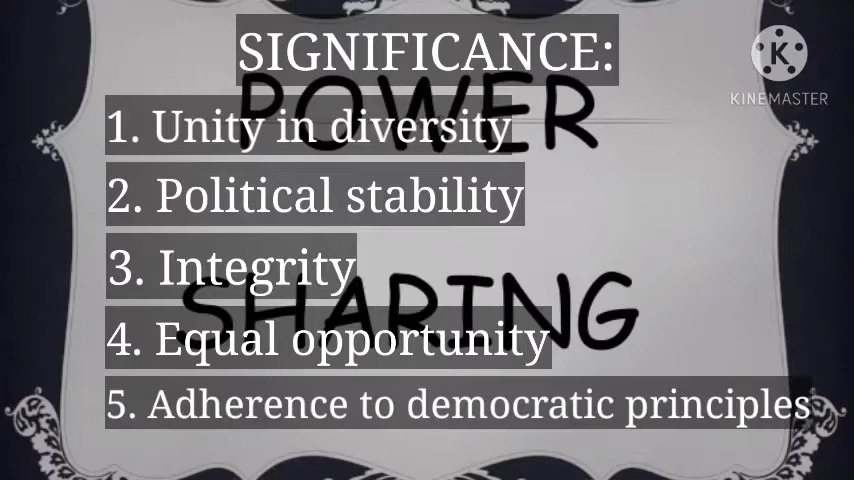 SIGNIFICANCE:
POWER
1. Unity in diversity
2. Political stability
3. Integrity
SHARING
4. Equal opportunity
5. Adherence to democratic principles
K
KINEMASTER